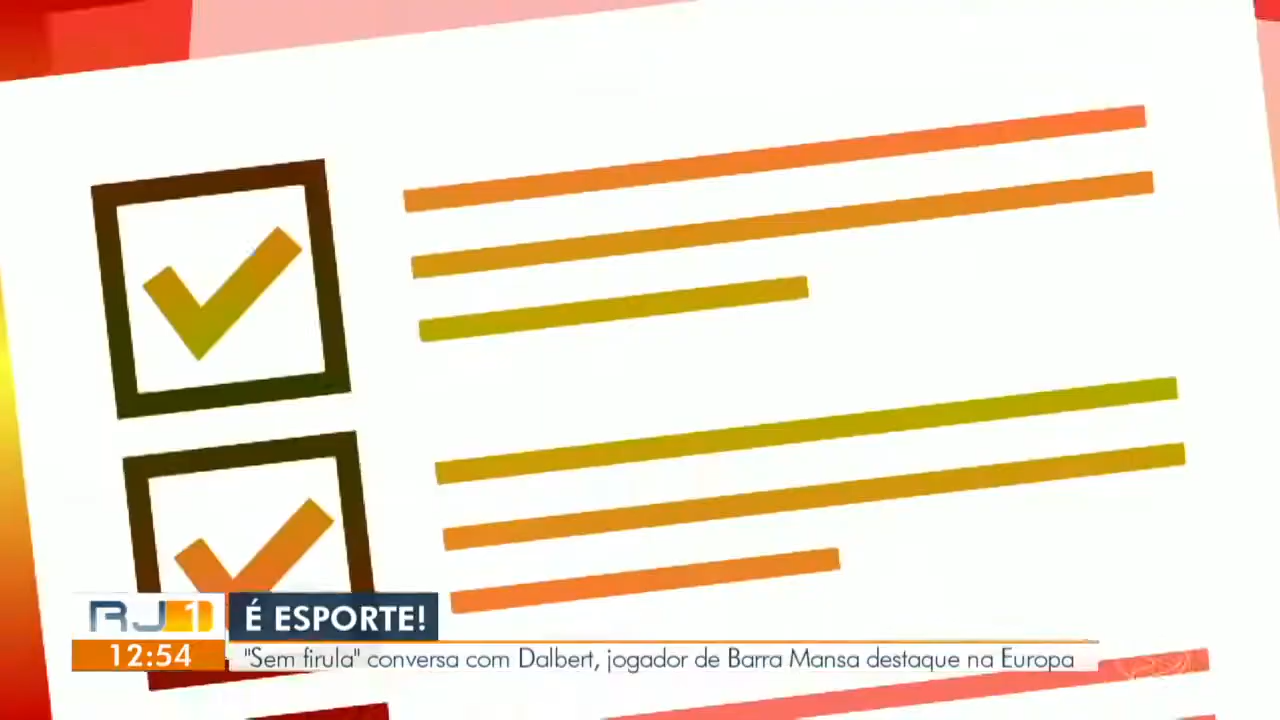 RJ1
É ESPORTE!
12:54
"Sem firula" conversa com Dalbert, jogador de Barra Mansa destaque na Europa